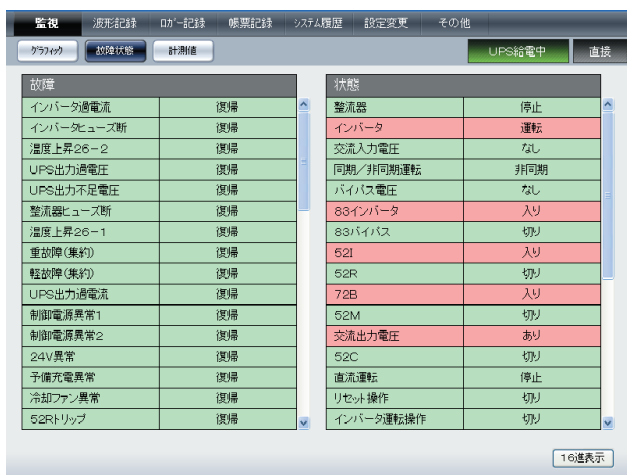 監視 波形記録 ロガー記録 帳票記録 システム履歴 設定変更 その他
グラフィック 故障状態 計測値 UPS給電中 直接
故障 状態
インバータ過電流 復帰 整流器 停止
インバータヒューズ断 復帰 インバータ 運転
温度上昇26-2 復帰 交流入力電圧 なし
UPS出力過電圧 復帰 同期/非同期運転 非同期
UPS出力不足電圧 復帰 バイパス電圧 なし
整流器ヒューズ断 復帰 83インバータ 入り
温度上昇26-1 復帰 83バイパス 切り
重故障(集約) 復帰 52I 入り
軽故障(集約) 復帰 52R 切り
UPS出力過電流 復帰 72B 入り
制御電源異常1 復帰 52M 切り
制御電源異常2 復帰 交流出力電圧 あり
24V異常 復帰 52C 切り
予備充電異常 復帰 直流運転 停止
冷却ファン異常 復帰 リセット操作 切り
52Rトリップ 復帰 インバータ運転操作 切り
16進表示